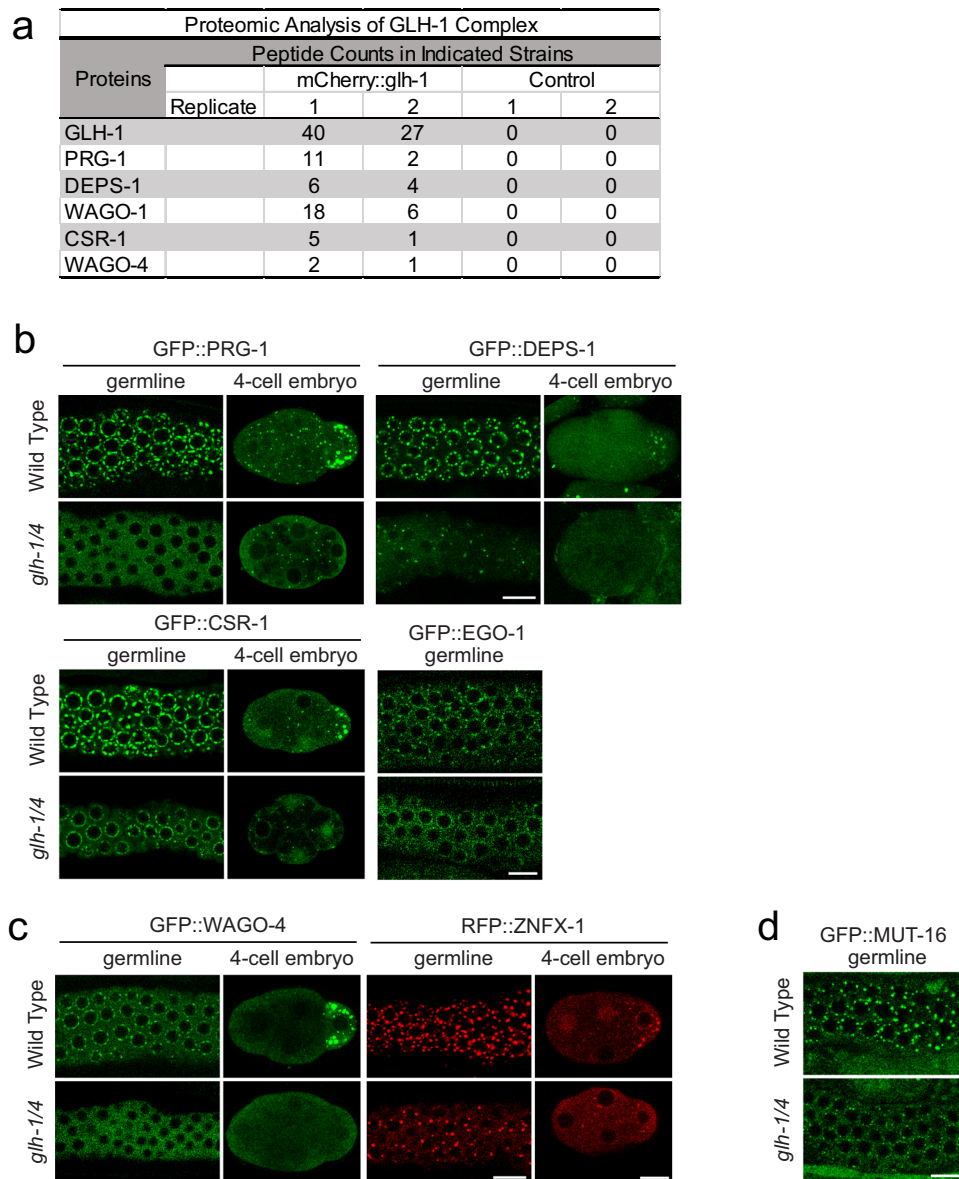 a
Proteomic Analysis of GLH-1 Complex
Proteins
Peptide Counts in Indicated Strains
mCherry::glh-1 Control
Replicate 1 2 1 2
GLH-1 40 27 0 0
PRG-1 11 2 0 0
DEPS-1 6 4 0 0
WAGO-1 18 6 0 0
CSR-1 5 1 0 0
WAGO-4 2 1 0 0
b
GFP::PRG-1 GFP::DEPS-1
germline 4-cell embryo germline 4-cell embryo
Wild Type
glh-1/4
GFP::CSR-1 GFP::EGO-1
germline 4-cell embryo germline
Wild Type
glh-1/4
c
GFP::WAGO-4 RFP::ZNFX-1
germline 4-cell embryo germline 4-cell embryo
Wild Type
glh-1/4
d
GFP::MUT-16
germline
Wild Type
glh-1/4